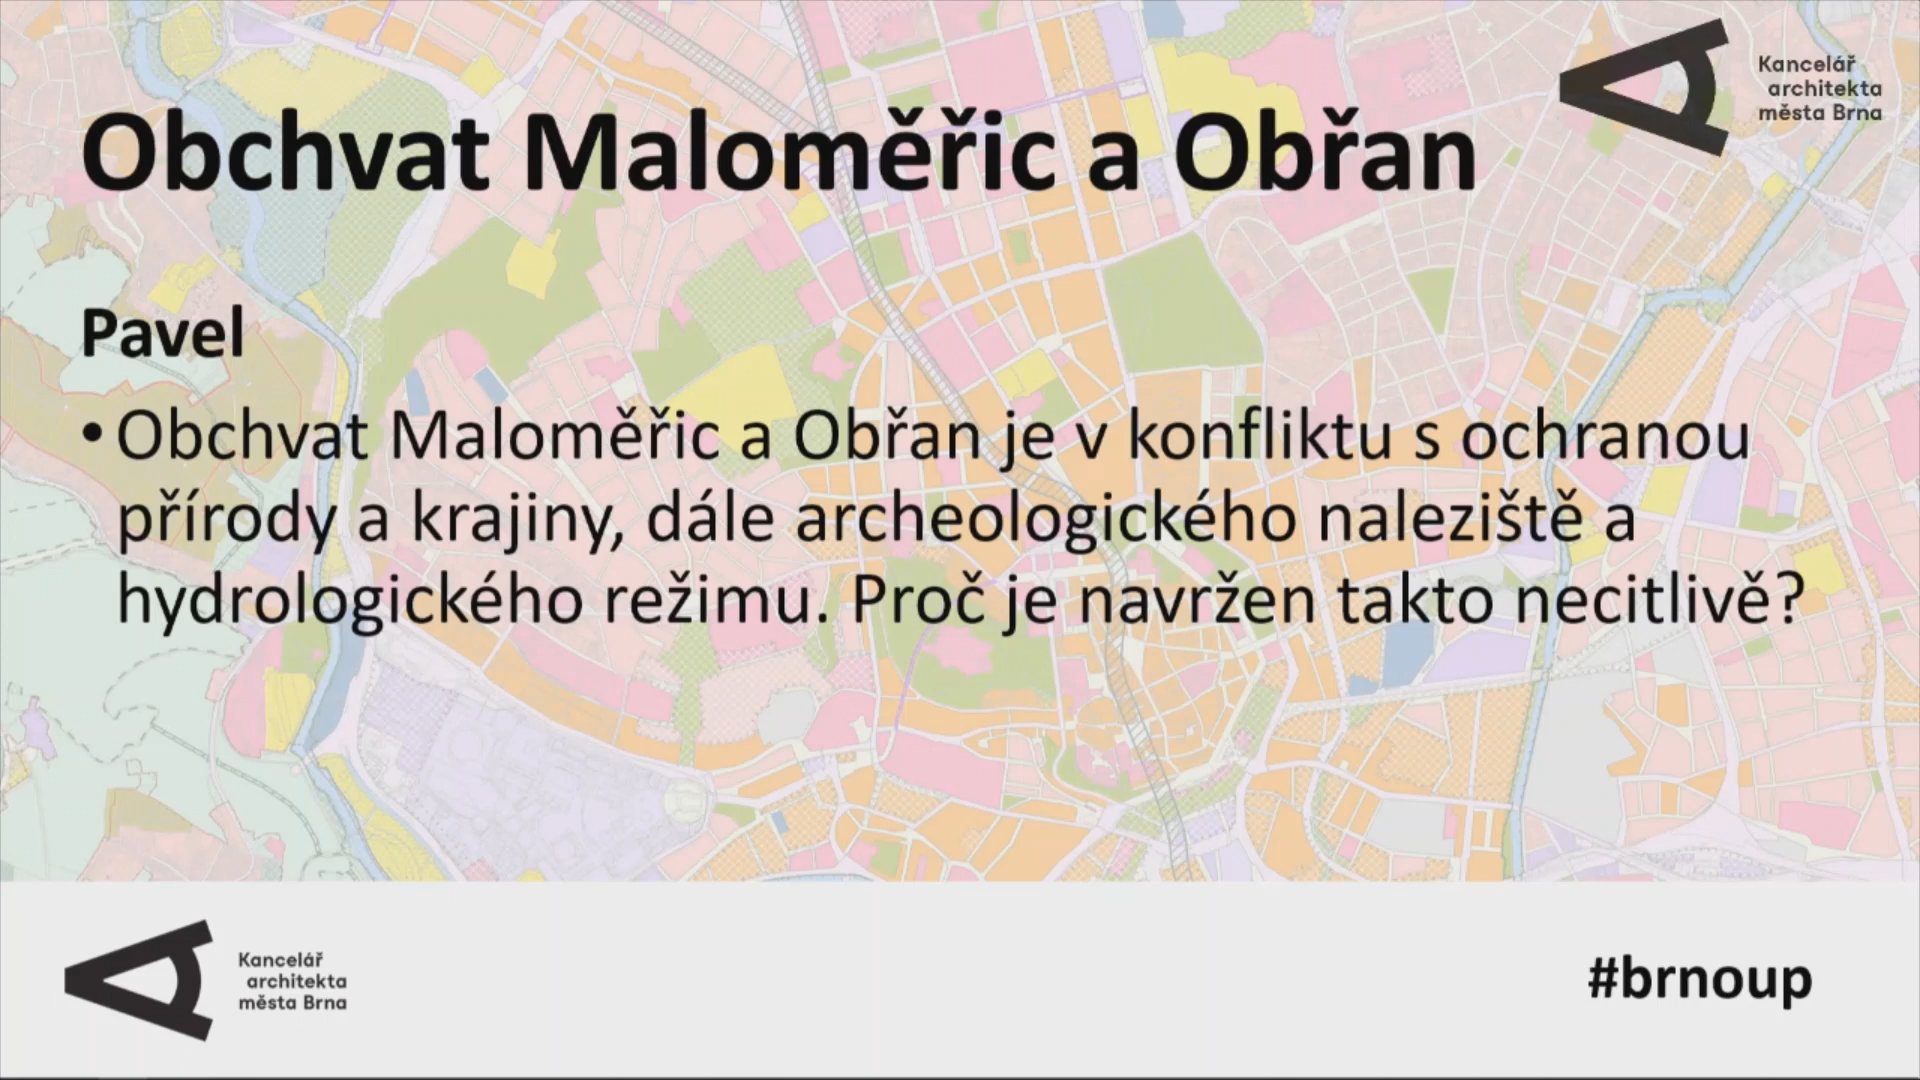 Obchvat Maloměřic a Obřan
Kancelář
architekta
města Brna
Pavel
• Obchvat Maloměřic a Obřan je v konfliktu s ochranou
přírody a krajiny, dále archeologického naleziště a
hydrologického režimu. Proč je navržen takto necitlivě?
Kancelář
architekta
města Brna
#brnoup